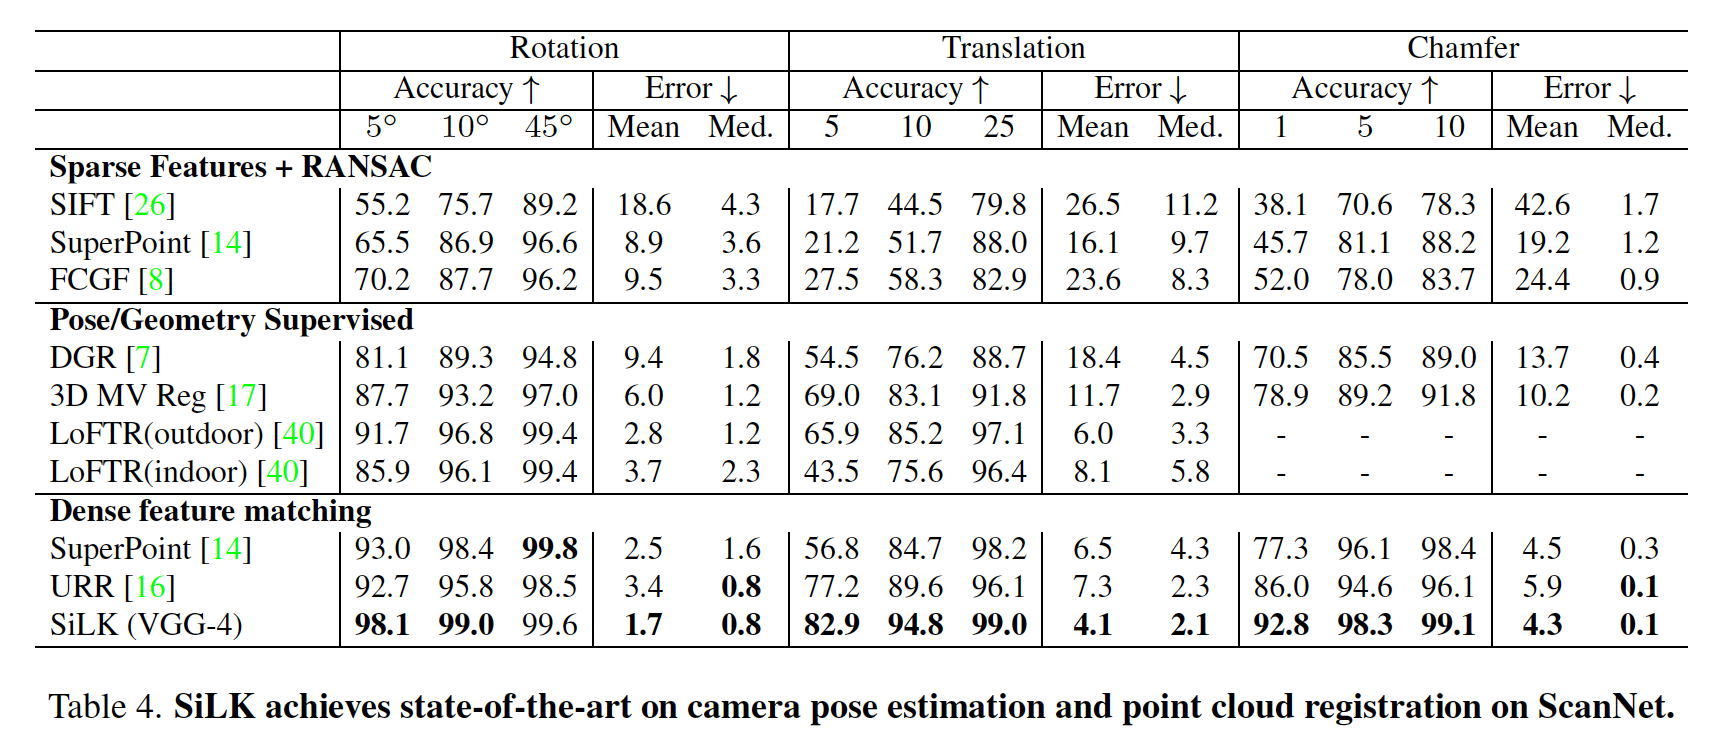 Rotation Translation Chamfer
Accuracy ↑ Error ↓ Accuracy ↑ Error ↓ Accuracy ↑ Error ↓
5° 10° 45° Mean Med. 5 10 25 Mean Med. 1 5 10 Mean Med.
Sparse Features + RANSAC
SIFT [26] 55.2 75.7 89.2 18.6 4.3 17.7 44.5 79.8 26.5 11.2 38.1 70.6 78.3 42.6 1.7
SuperPoint [14] 65.5 86.9 96.6 8.9 3.6 21.2 51.7 88.0 16.1 9.7 45.7 81.1 88.2 19.2 1.2
FCGF [8] 70.2 87.7 96.2 9.5 3.3 27.5 58.3 82.9 23.6 8.3 52.0 78.0 83.7 24.4 0.9
Pose/Geometry Supervised
DGR [7] 81.1 89.3 94.8 9.4 1.8 54.5 76.2 88.7 18.4 4.5 70.5 85.5 89.0 13.7 0.4
3D MV Reg [17] 87.7 93.2 97.0 6.0 1.2 69.0 83.1 91.8 11.7 2.9 78.9 89.2 91.8 10.2 0.2
LoFTR(outdoor) [40] 91.7 96.8 99.4 2.8 1.2 65.9 85.2 97.1 6.0 3.3 - - - - -
LoFTR(indoor) [40] 85.9 96.1 99.4 3.7 2.3 43.5 75.6 96.4 8.1 5.8 - - - - -
Dense feature matching
SuperPoint [14] 93.0 98.4 99.8 2.5 1.6 56.8 84.7 98.2 6.5 4.3 77.3 96.1 98.4 4.5 0.3
URR [16] 92.7 95.8 98.5 3.4 0.8 77.2 89.6 96.1 7.3 2.3 86.0 94.6 96.1 5.9 0.1
SiLK (VGG-4) 98.1 99.0 99.6 1.7 0.8 82.9 94.8 99.0 4.1 2.1 92.8 98.3 99.1 4.3 0.1
Table 4. SiLK achieves state-of-the-art on camera pose estimation and point cloud registration on ScanNet.